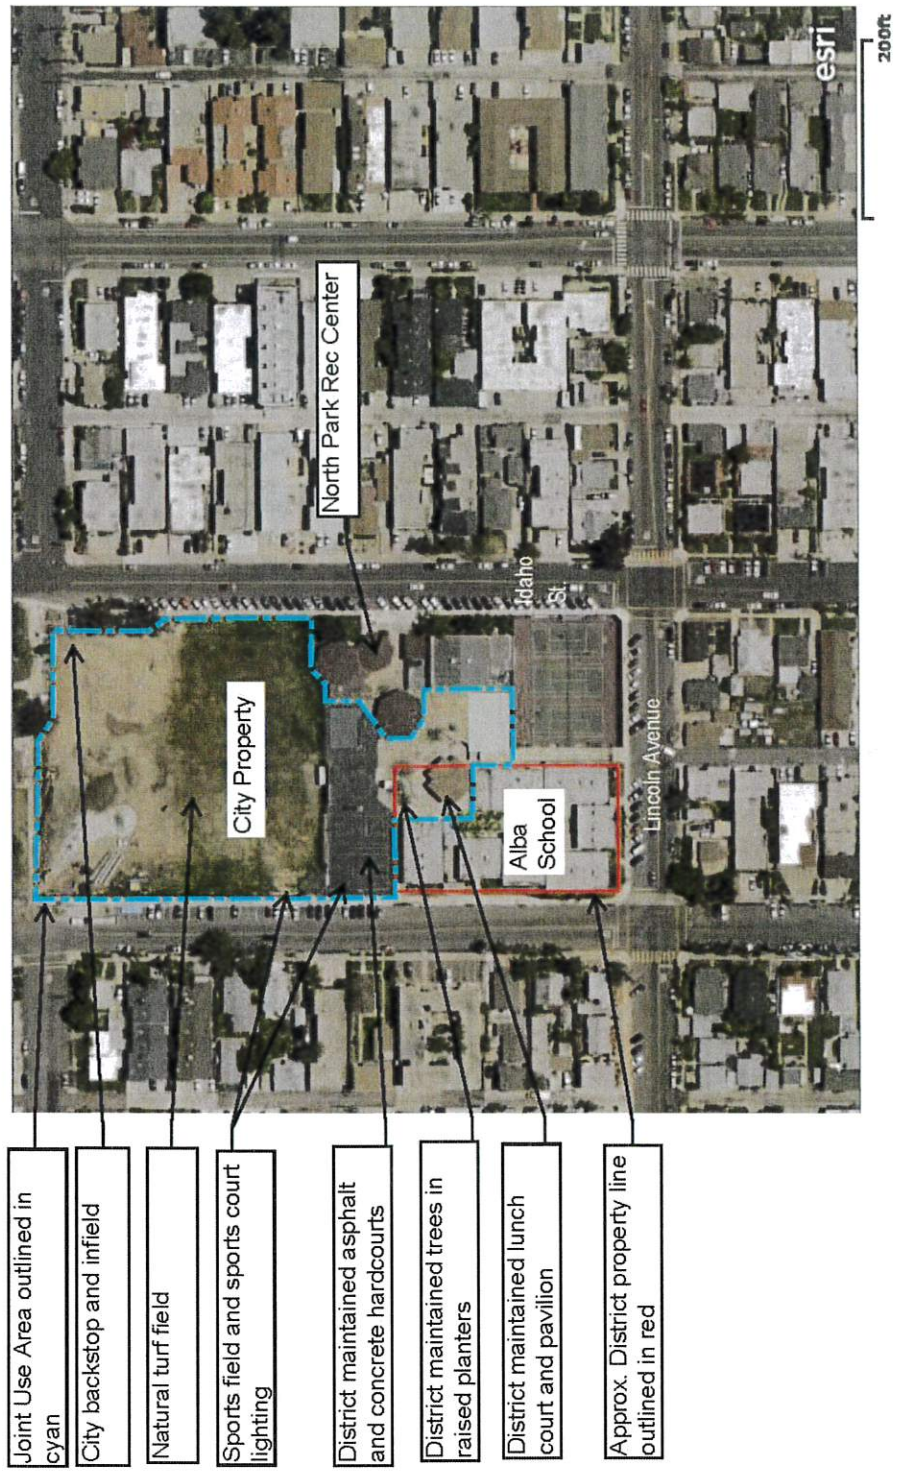 Joint Use Area outlined in
cyan
City backstop and infield
Natural turf field
Sports field and sports court
lighting
District maintained asphalt
and concrete hardcourts
District maintained trees in
raised planters
District maintained lunch
court and pavilion
Approx. District property line
outlined in red
City Property
North Park Rec Center
Alba
School
Idaho
St.
Lincoln Avenue
esri
200ft